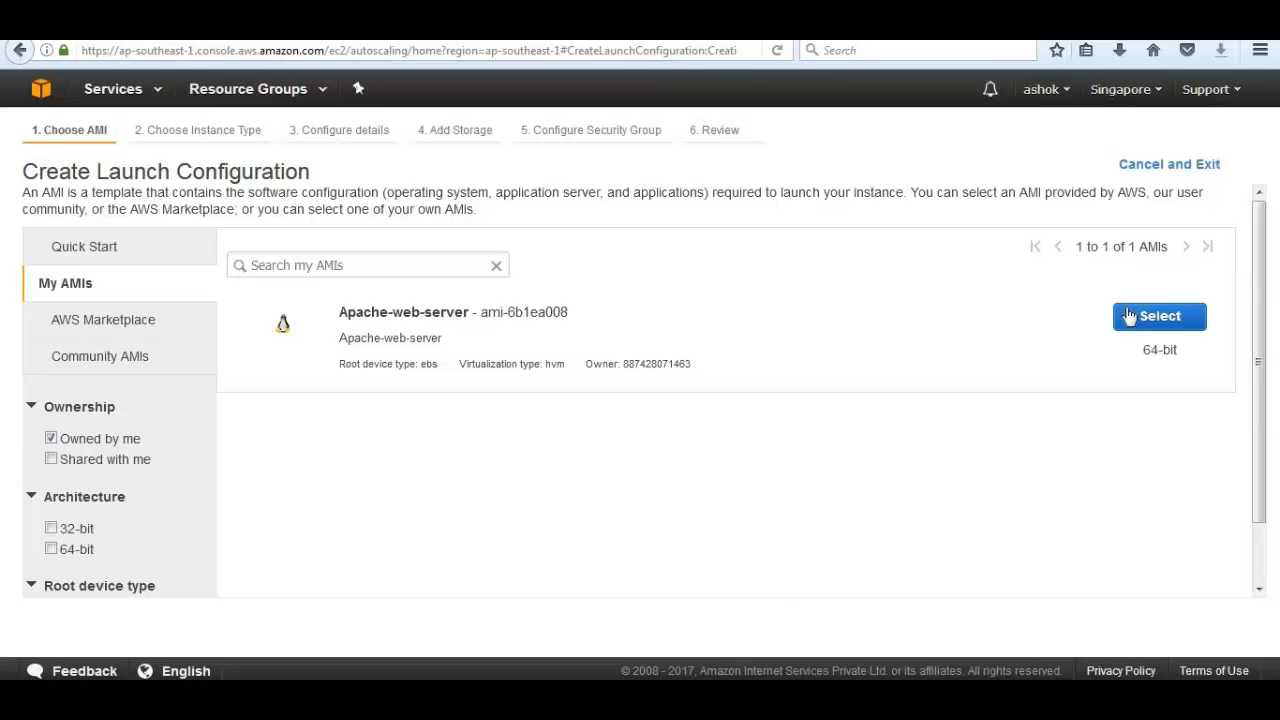 https://ap-southeast-1.console.aws.amazon.com/ec2/autoscaling/home?region=ap-southeast-1#CreateLaunchConfiguration:Creati
Search
Services
Resource Groups
ashok
Singapore
Support
1. Choose AMI
2. Choose Instance Type
3. Configure details
4. Add Storage
5. Configure Security Group
6. Review
Create Launch Configuration
Cancel and Exit
An AMI is a template that contains the software configuration (operating system, application server, and applications) required to launch your instance. You can select an AMI provided by AWS, our user
community, or the AWS Marketplace; or you can select one of your own AMIs.
Quick Start
My AMIs
AWS Marketplace
Community AMIs
Ownership
Owned by me
Shared with me
Architecture
32-bit
64-bit
Root device type
1 to 1 of 1 AMIs
Search my AMIs
Apache-web-server - ami-6b1ea008
Apache-web-server
Root device type: ebs
Virtualization type: hvm
Owner: 887428071463
Select
64-bit
Feedback
English
© 2008 - 2017, Amazon Internet Services Private Ltd. or its affiliates. All rights reserved.
Privacy Policy
Terms of Use